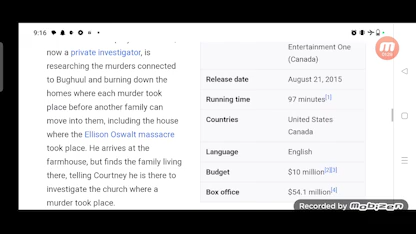 9:16
now a private investigator, is
researching the murders connected
to Bughuul and burning down the
homes where each murder took
place before another family can
move into them, including the house
where the Ellison Oswalt massacre
took place. He arrives at the
farmhouse, but finds the family living
there, telling Courtney he is there to
investigate the church where a
murder took place.
Entertainment One
(Canada)
Release date August 21, 2015
Running time 97 minutes[1]
Countries United States
Canada
Language English
Budget $10 million[2][3]
Box office $54.1 million[4]
Recorded by Mobizen